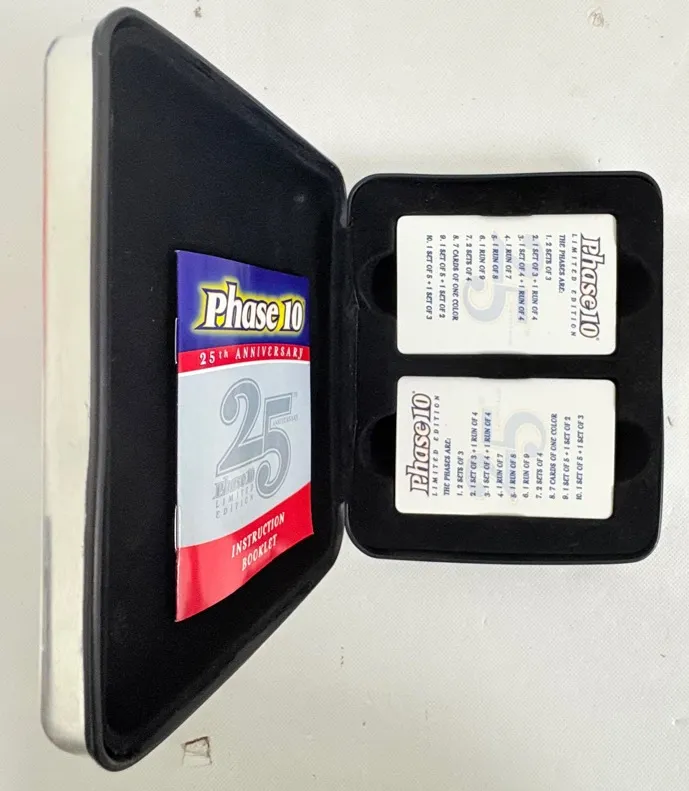 Phase 10
25th ANNIVERSARY
25TH
ANNIVERSARY
Phase 10
LIMITED
EDITION
INSTRUCTION
BOOKLET
Phase 10
LIMITED EDITION
THE PHASES ARE:
1. 2 SETS OF 3
2. 1 SET OF 3 + 1 RUN OF 4
3. 1 SET OF 4 + 1 RUN OF 4
4. 1 RUN OF 7
5. 1 RUN OF 8
6. 1 RUN OF 9
7. 2 SETS OF 4
8. 7 CARDS OF ONE COLOR
9. 1 SET OF 5 + 1 SET OF 2
10. 1 SET OF 5 + 1 SET OF 3
Phase 10
LIMITED EDITION
THE PHASES ARE:
1. 2 SETS OF 3
2. 1 SET OF 3 + 1 RUN OF 4
3. 1 SET OF 4 + 1 RUN OF 4
4. 1 RUN OF 7
5. 1 RUN OF 8
6. 1 RUN OF 9
7. 2 SETS OF 4
8. 7 CARDS OF ONE COLOR
9. 1 SET OF 5 + 1 SET OF 2
10. 1 SET OF 5 + 1 SET OF 3